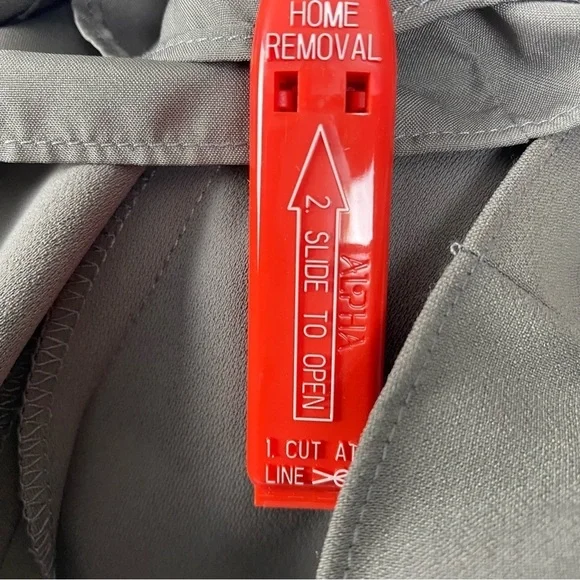 HOME
REMOVAL
2. SLIDE TO OPEN
ALPHA
1. CUT AT
LINE